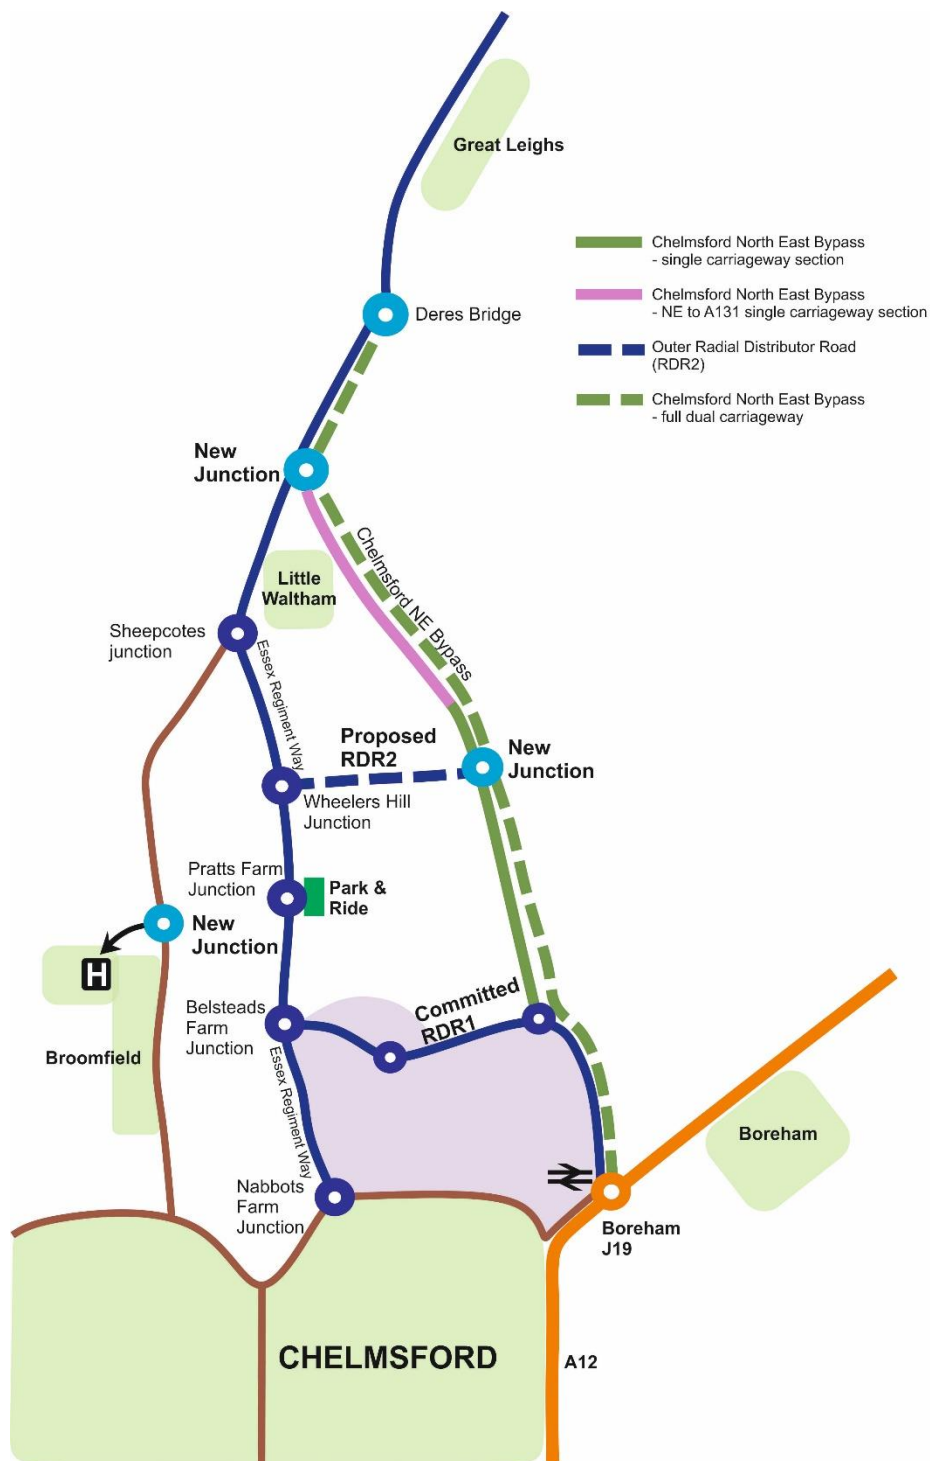 Great Leighs
Chelmsford North East Bypass
- single carriageway section
Chelmsford North East Bypass
- NE to A131 single carriageway section
Outer Radial Distributor Road
(RDR2)
Chelmsford North East Bypass
- full dual carriageway
Deres Bridge
New
Junction
Chelmsford NE Bypass
Little
Waltham
Sheepcotes
junction
Essex Regiment Way
Proposed
RDR2
New
Junction
Wheelers Hill
Junction
Pratts Farm
Junction
Park &
Ride
New
Junction
H
Belsteads
Farm
Junction
Committed
RDR1
Broomfield
Essex Regiment Way
Boreham
Nabbots
Farm
Junction
Boreham
J19
CHELMSFORD
A12